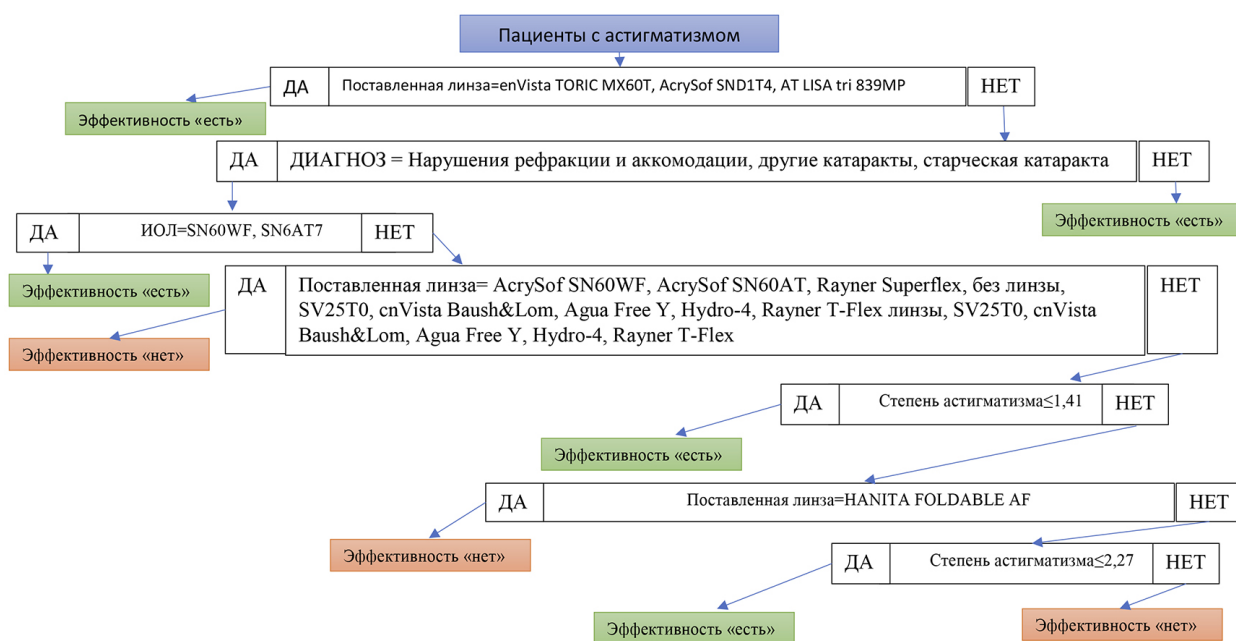 Пациенты с астигматизмом
ДА
Поставленная линза=enVista TORIC MX60T, AcrySof SND1T4, AT LISA tri 839MP
НЕТ
Эффективность «есть»
ДА
ДИАГНОЗ = Нарушения рефракции и аккомодации, другие катаракты, старческая катаракта
НЕТ
Эффективность «есть»
ДА
ИОЛ=SN60WF, SN6AT7
НЕТ
Эффективность «есть»
ДА
Поставленная линза= AcrySof SN60WF, AcrySof SN60AT, Rayner Superflex, без линзы,
SV25T0, cnVista Baush&Lom, Agua Free Y, Hydro-4, Rayner T-Flex линзы, SV25T0, cnVista
Baush&Lom, Agua Free Y, Hydro-4, Rayner T-Flex
НЕТ
Эффективность «нет»
ДА
Степень астигматизма≤1,41
НЕТ
Эффективность «есть»
ДА
Поставленная линза=HANITA FOLDABLE AF
НЕТ
Эффективность «нет»
ДА
Степень астигматизма≤2,27
НЕТ
Эффективность «есть»
Эффективность «нет»